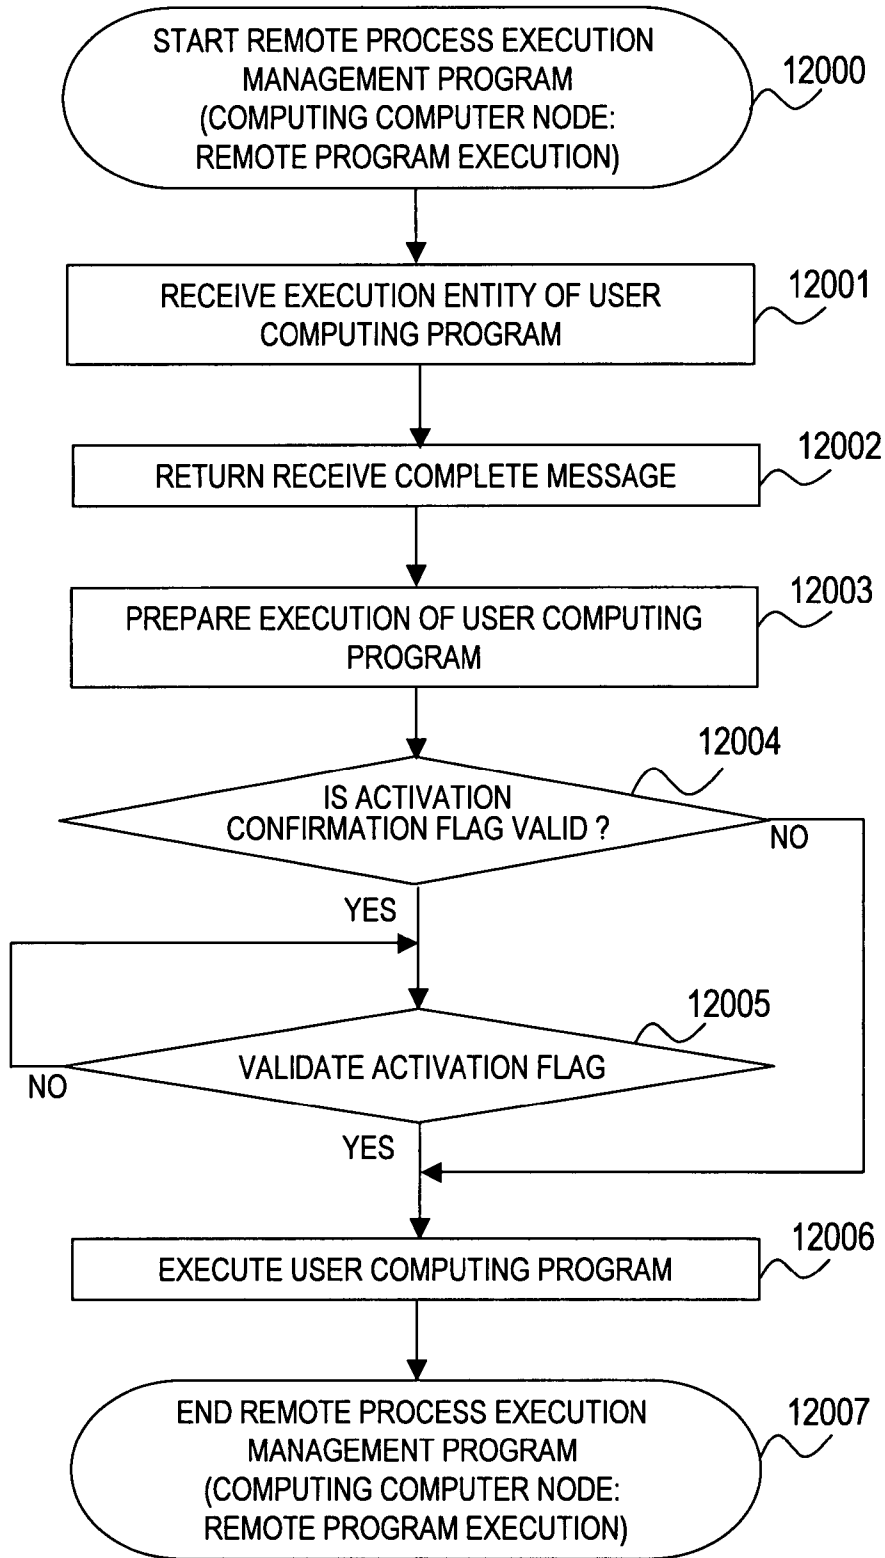 START REMOTE PROCESS EXECUTION
MANAGEMENT PROGRAM
(COMPUTING COMPUTER NODE:
REMOTE PROGRAM EXECUTION)
12000
RECEIVE EXECUTION ENTITY OF USER
COMPUTING PROGRAM
12001
RETURN RECEIVE COMPLETE MESSAGE
12002
PREPARE EXECUTION OF USER COMPUTING
PROGRAM
12003
IS ACTIVATION
CONFIRMATION FLAG VALID ?
12004
NO
YES
VALIDATE ACTIVATION FLAG
12005
NO
YES
EXECUTE USER COMPUTING PROGRAM
12006
END REMOTE PROCESS EXECUTION
MANAGEMENT PROGRAM
(COMPUTING COMPUTER NODE:
REMOTE PROGRAM EXECUTION)
12007